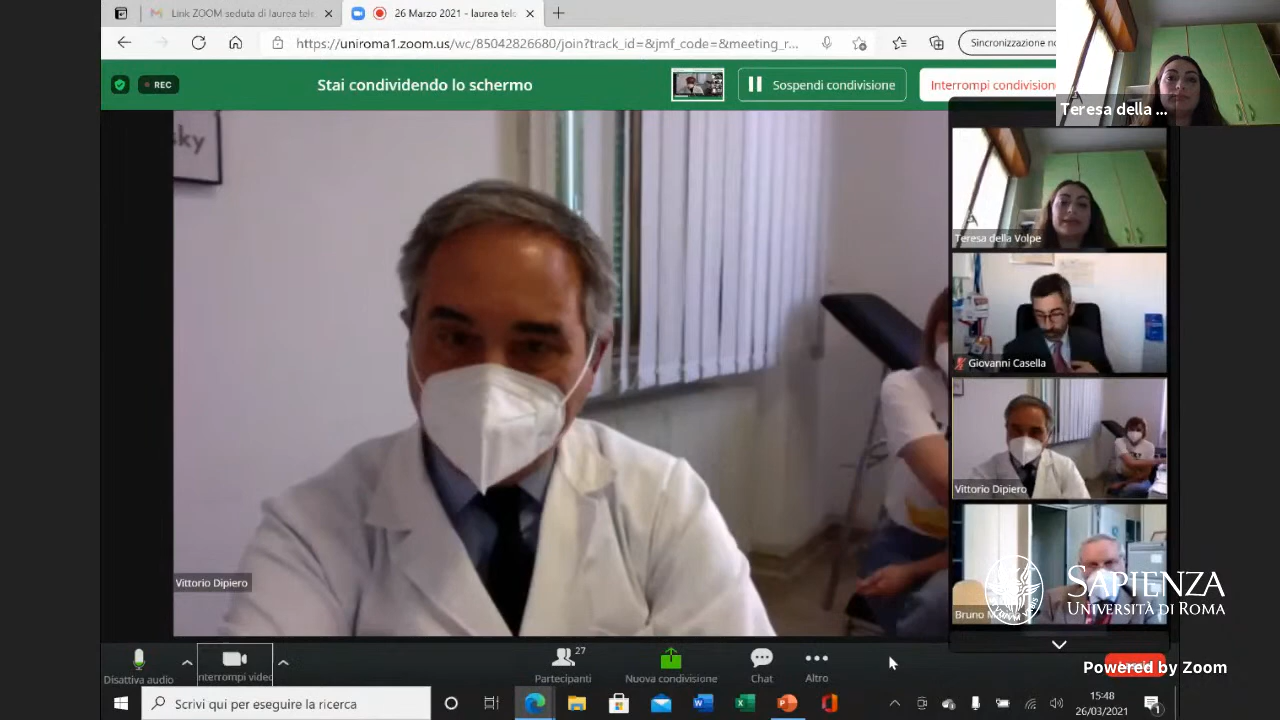 Link ZOOM seduta di laurea tele
26 Marzo 2021 - laurea tele
https://uniroma1.zoom.us/wc/85042826680/join?track_id=&jmf_code=&meeting_r...
Sincronizzazione no
REC
Stai condividendo lo schermo
Sospendi condivisione
Interrompi condivisione
Teresa della ...
sky
Teresa della Volpe
Giovanni Casella
Vittorio Dipiero
Vittorio Dipiero
Bruno
SAPIENZA
UNIVERSITÀ DI ROMA
Disattiva audio
Interrompi video
27
Partecipanti
Nuova condivisione
Chat
Altro
Powered by Zoom
Scrivi qui per eseguire la ricerca
15:48
26/03/2021
1